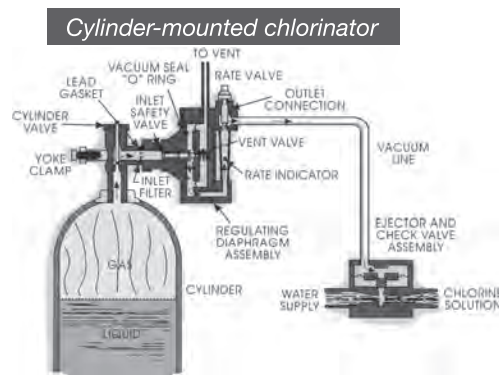 Cylinder-mounted chlorinator
TO VENT
VACUUM SEAL
"O" RING
RATE VALVE
LEAD
GASKET
INLET
SAFETY
VALVE
OUTLET
CONNECTION
CYLINDER
VALVE
VENT VALVE
VACUUM
LINE
YOKE
CLAMP
INLET
FILTER
RATE INDICATOR
REGULATING
DIAPHRAGM
ASSEMBLY
EJECTOR AND
CHECK VALVE
ASSEMBLY
GAS
CYLINDER
WATER
SUPPLY
CHLORINE
SOLUTION
LIQUID